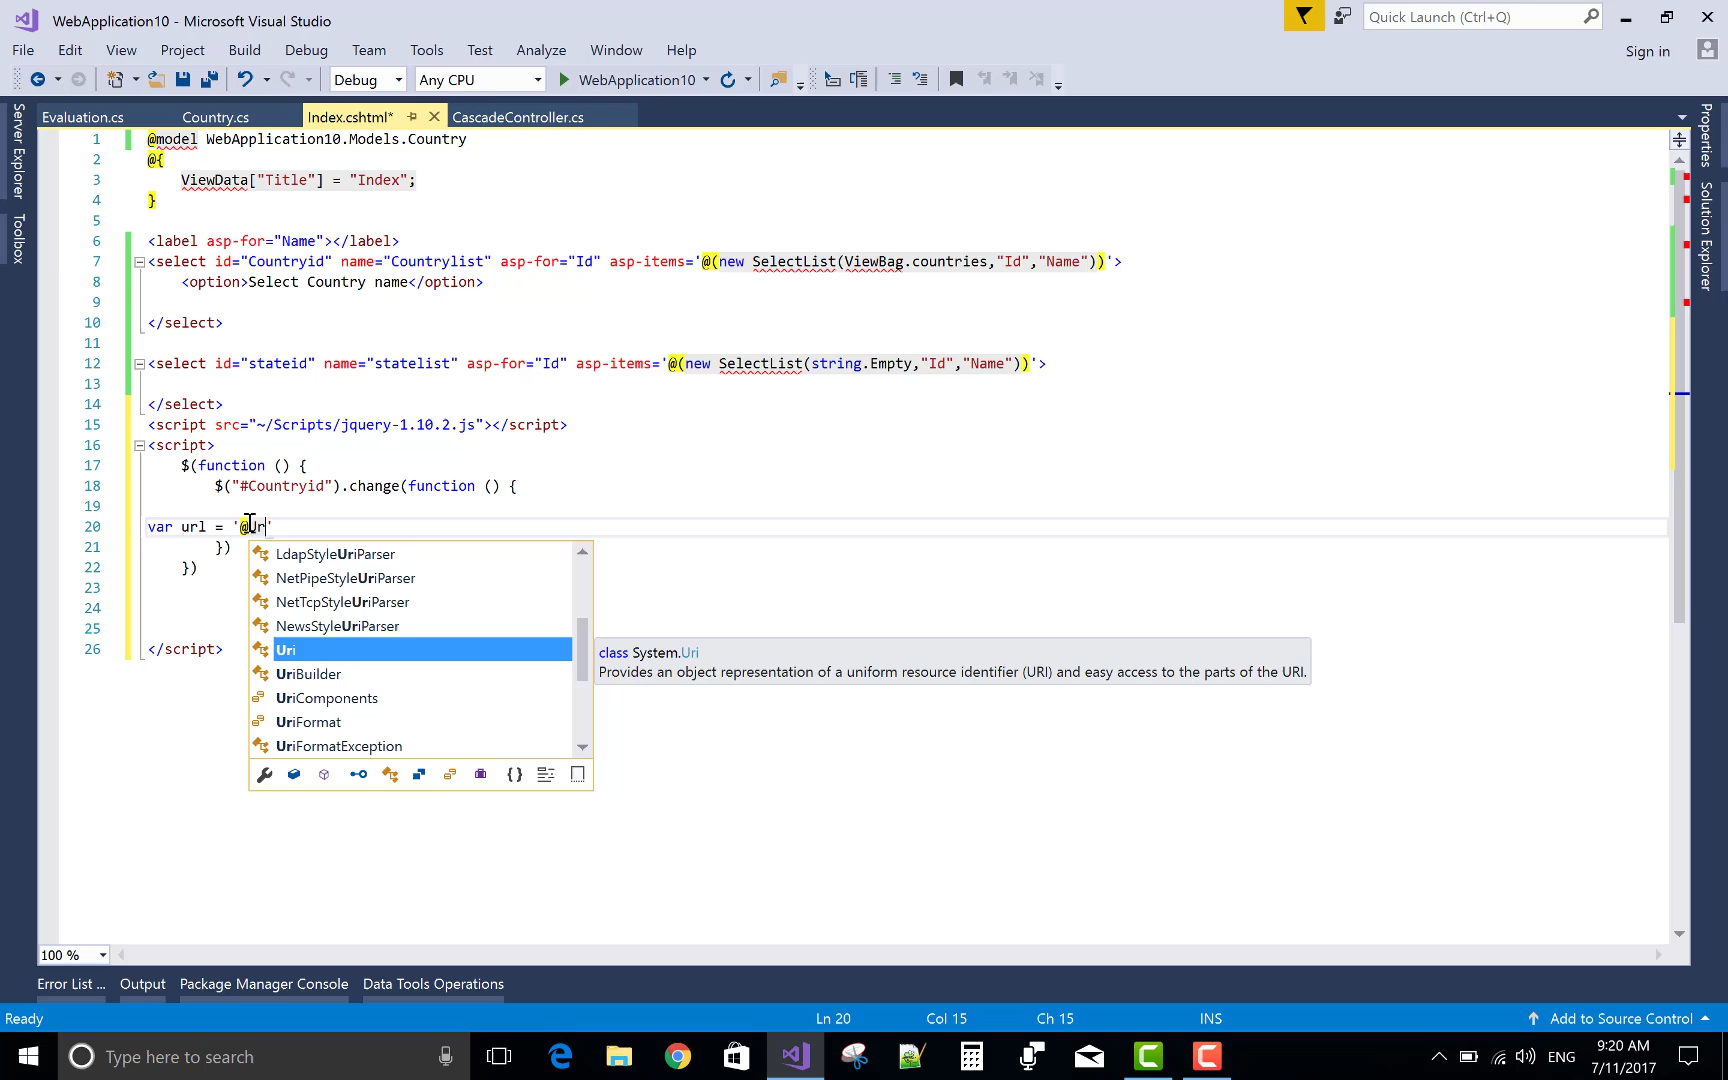 WebApplication10 - Microsoft Visual Studio
Quick Launch (Ctrl+Q)
File Edit View Project Build Debug Team Tools Test Analyze Window Help
Sign in
Debug Any CPU WebApplication10
Evaluation.cs Country.cs Index.cshtml* CascadeController.cs
Server Explorer
Toolbox
Properties
Solution Explorer
1 @model WebApplication10.Models.Country
2 @{
3 ViewData["Title"] = "Index";
4 }
5
6 <label asp-for="Name"></label>
7 <select id="Countryid" name="Countrylist" asp-for="Id" asp-items='@(new SelectList(ViewBag.countries,"Id","Name"))'>
8 <option>Select Country name</option>
9
10 </select>
11
12 <select id="stateid" name="statelist" asp-for="Id" asp-items='@(new SelectList(string.Empty,"Id","Name"))'>
13
14 </select>
15 <script src="~/Scripts/jquery-1.10.2.js"></script>
16 <script>
17 $(function () {
18 $("#Countryid").change(function () {
19
20 var url = '@Ur'
21 })
22 })
23
24
25
26 </script>
LdapStyleUriParser
NetPipeStyleUriParser
NetTcpStyleUriParser
NewsStyleUriParser
Uri
UriBuilder
UriComponents
UriFormat
UriFormatException
class System.Uri
Provides an object representation of a uniform resource identifier (URI) and easy access to the parts of the URI.
100 %
Error List ... Output Package Manager Console Data Tools Operations
Ready Ln 20 Col 15 Ch 15 INS Add to Source Control
Type here to search
ENG
9:20 AM
7/11/2017